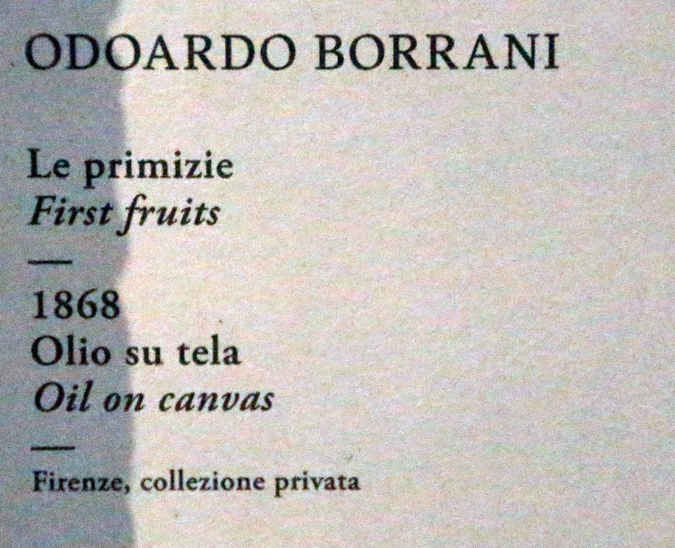 ODOARDO BORRANI
Le primizie
First fruits
—
1868
Olio su tela
Oil on canvas
—
Firenze, collezione privata